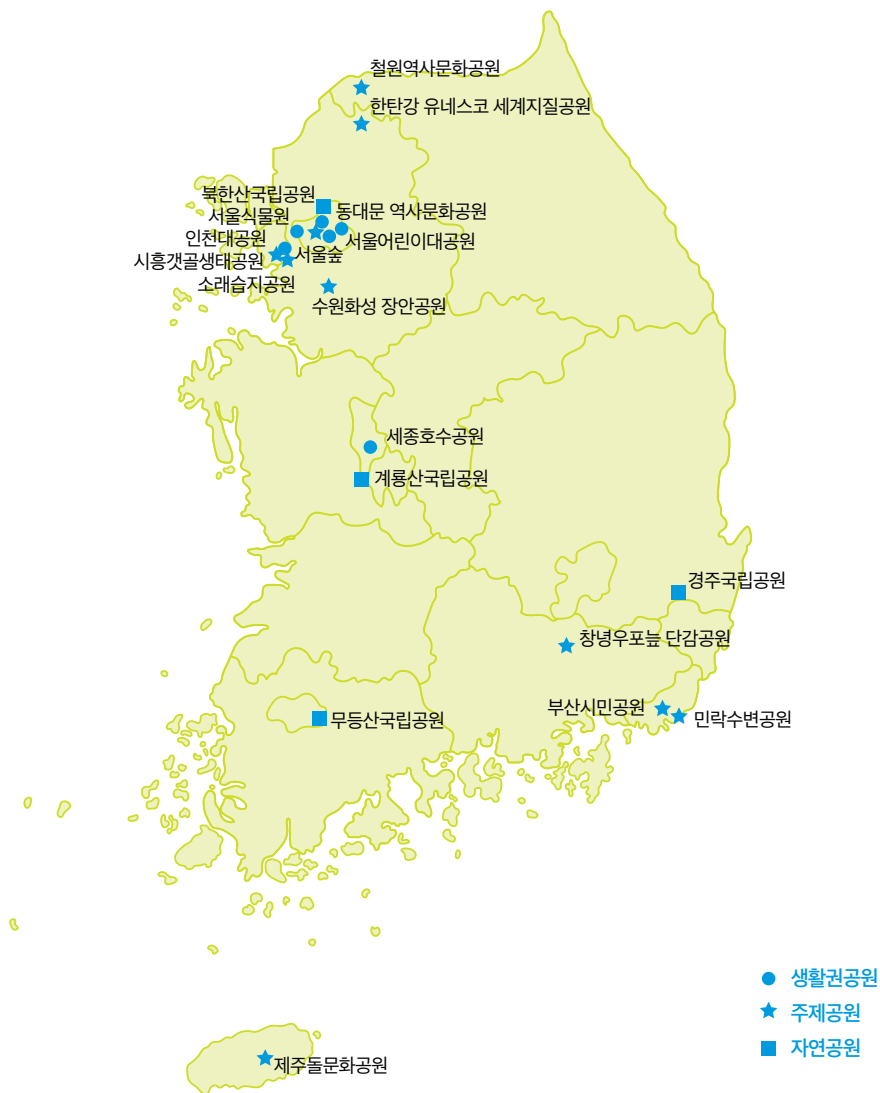 철원역사문화공원
한탄강 유네스코 세계지질공원
북한산국립공원
동대문 역사문화공원
서울식물원
인천대공원
서울어린이대공원
서울숲
시흥갯골생태공원
소래습지공원
수원화성 장안공원
세종호수공원
계룡산국립공원
경주국립공원
창녕우포늪 단감공원
부산시민공원
민락수변공원
무등산국립공원
생활권공원
주제공원
자연공원
제주돌문화공원